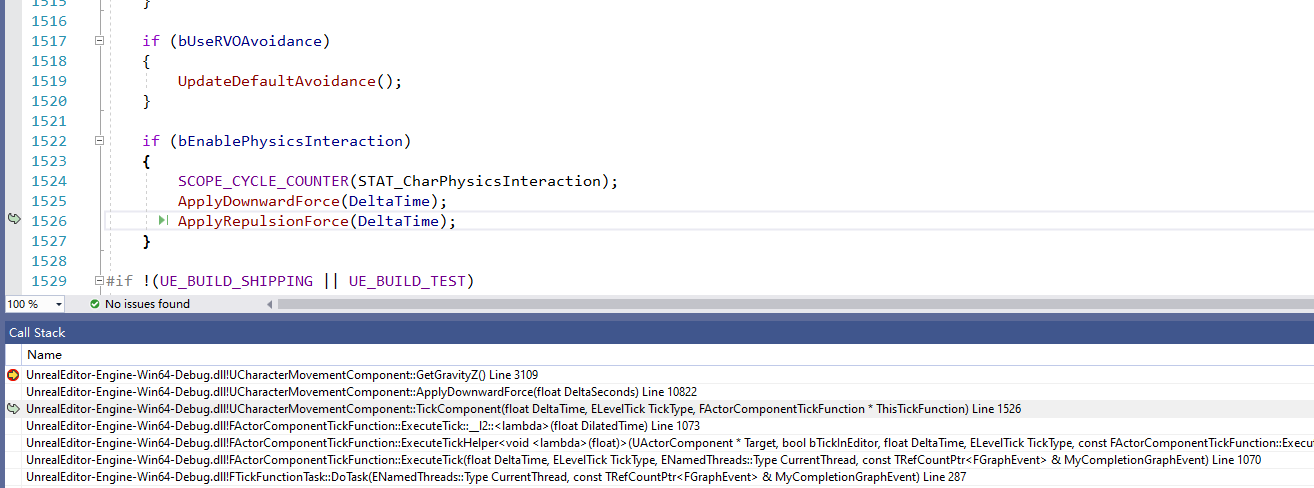 1515 }
1516
1517 if (bUseRVOAvoidance)
1518 {
1519 UpdateDefaultAvoidance();
1520 }
1521
1522 if (bEnablePhysicsInteraction)
1523 {
1524 SCOPE_CYCLE_COUNTER(STAT_CharPhysicsInteraction);
1525 ApplyDownwardForce(DeltaTime);
1526 ApplyRepulsionForce(DeltaTime);
1527 }
1528
1529 #if !(UE_BUILD_SHIPPING || UE_BUILD_TEST)
100 % No issues found
Call Stack
Name
UnrealEditor-Engine-Win64-Debug.dll!UCharacterMovementComponent::GetGravityZ() Line 3109
UnrealEditor-Engine-Win64-Debug.dll!UCharacterMovementComponent::ApplyDownwardForce(float DeltaSeconds) Line 10822
UnrealEditor-Engine-Win64-Debug.dll!UCharacterMovementComponent::TickComponent(float DeltaTime, ELevelTick TickType, FActorComponentTickFunction * ThisTickFunction) Line 1526
UnrealEditor-Engine-Win64-Debug.dll!FActorComponentTickFunction::ExecuteTick::__l2::<lambda>(float DilatedTime) Line 1073
UnrealEditor-Engine-Win64-Debug.dll!FActorComponentTickFunction::ExecuteTickHelper<void <lambda>(float)>(UActorComponent * Target, bool bTickInEditor, float DeltaTime, ELevelTick TickType, const FActorComponentTickFunction::Execu
UnrealEditor-Engine-Win64-Debug.dll!FActorComponentTickFunction::ExecuteTick(float DeltaTime, ELevelTick TickType, ENamedThreads::Type CurrentThread, const TRefCountPtr<FGraphEvent> & MyCompletionGraphEvent) Line 1070
UnrealEditor-Engine-Win64-Debug.dll!FTickFunctionTask::DoTask(ENamedThreads::Type CurrentThread, const TRefCountPtr<FGraphEvent> & MyCompletionGraphEvent) Line 287